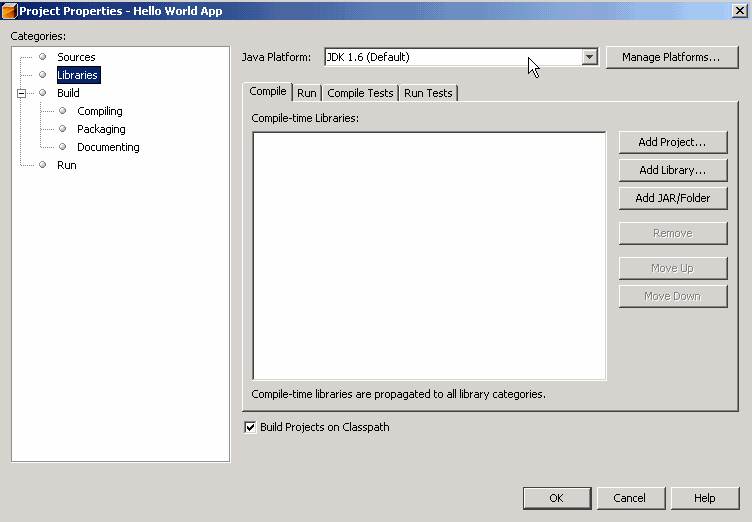 Project Properties - Hello World App
Categories:
Sources
Libraries
Build
Compiling
Packaging
Documenting
Run
Java Platform: JDK 1.6 (Default) Manage Platforms...
Compile Run Compile Tests Run Tests
Compile-time Libraries:
Add Project...
Add Library...
Add JAR/Folder
Remove
Move Up
Move Down
Compile-time libraries are propagated to all library categories.
Build Projects on Classpath
OK Cancel Help